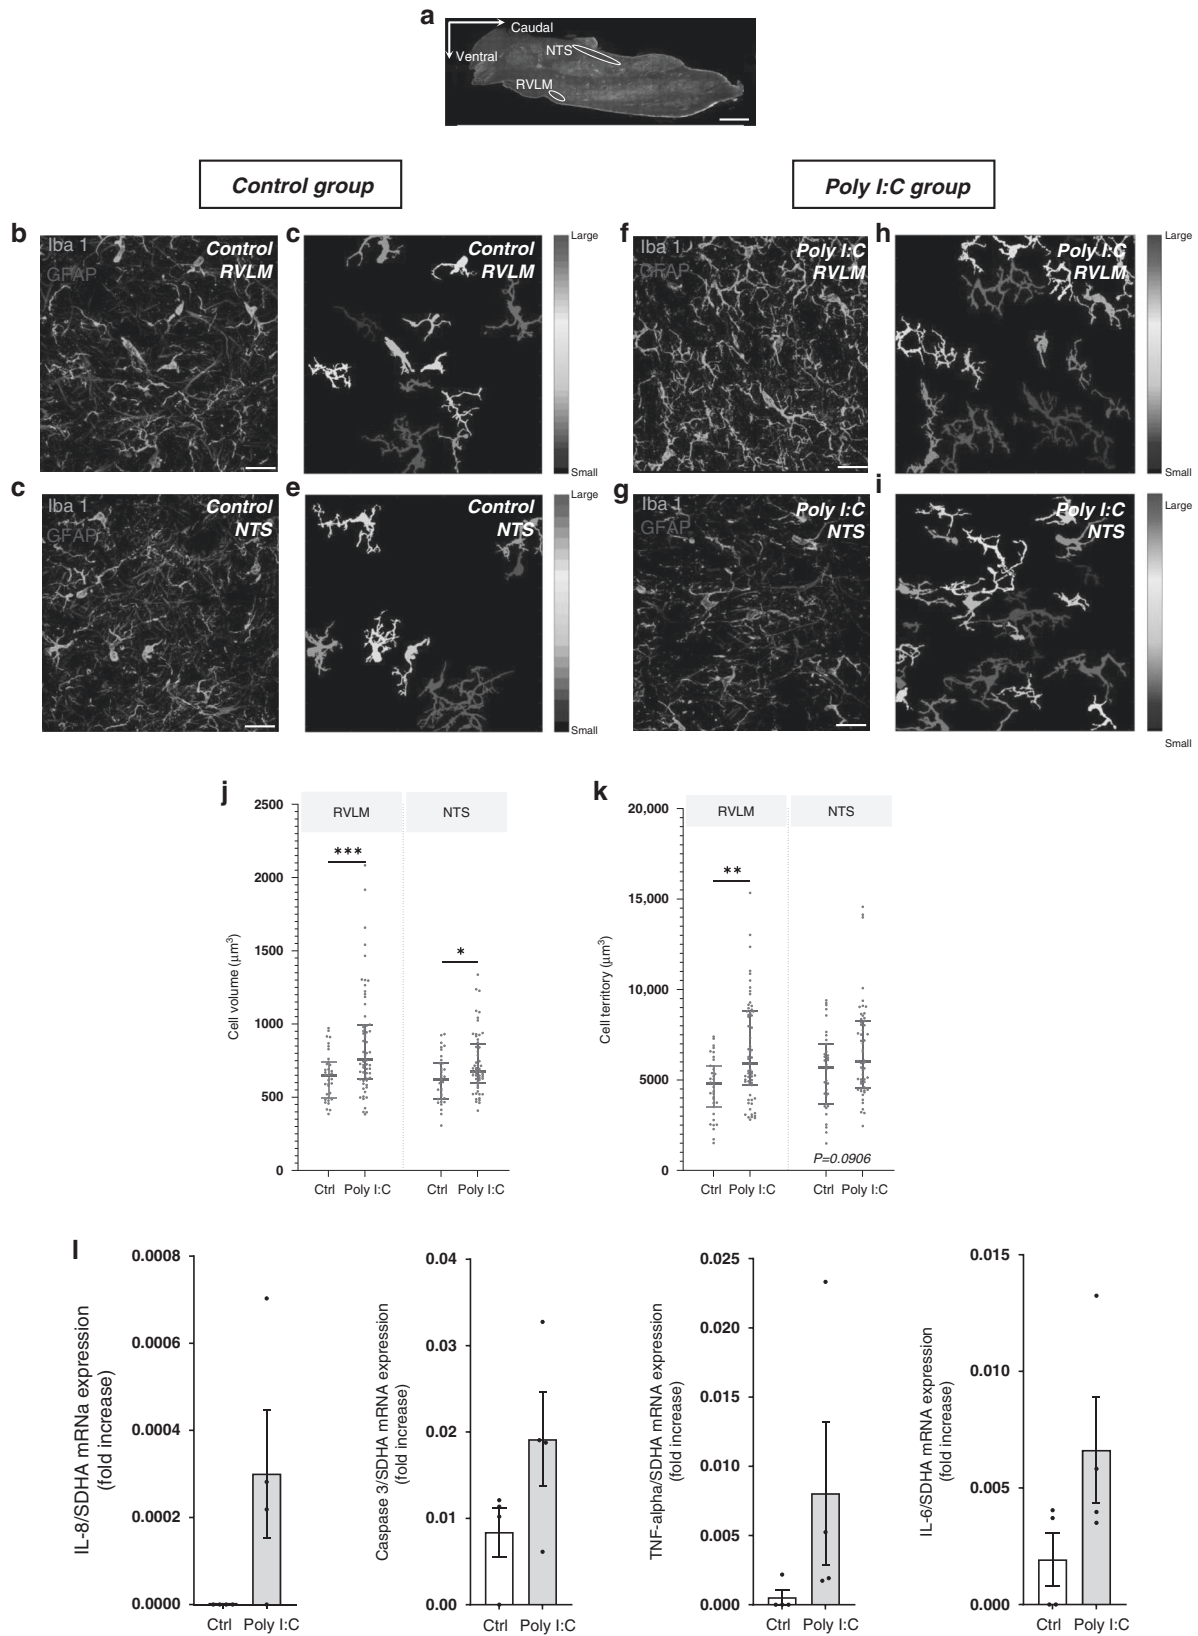 a
Caudal
NTS
Ventral
RVLM
Control group
Poly I:C group
b
Iba 1
GFAP
Control
RVLM
c
Control
RVLM
Large
Small
f
Iba 1
GFAP
Poly I:C
RVLM
h
Poly I:C
RVLM
Large
Small
c
Iba 1
GFAP
Control
NTS
e
Control
NTS
Large
Small
g
Iba 1
GFAP
Poly I:C
NTS
i
Poly I:C
NTS
Large
Small
j
RVLM
NTS
***
*
Cell volume (µm³)
2500
2000
1500
1000
500
0
Ctrl Poly I:C
Ctrl Poly I:C
k
RVLM
NTS
**
Cell territory (µm³)
20,000
15,000
10,000
5000
0
P=0.0906
Ctrl Poly I:C
Ctrl Poly I:C
l
IL-8/SDHA mRNa expression
(fold increase)
0.0008
0.0006
0.0004
0.0002
0.0000
Ctrl Poly I:C
Caspase 3/SDHA mRNA expression
(fold increase)
0.04
0.03
0.02
0.01
0.00
Ctrl Poly I:C
TNF-alpha/SDHA mRNA expression
(fold increase)
0.025
0.020
0.015
0.010
0.005
0.000
Ctrl Poly I:C
IL-6/SDHA mRNA expression
(fold increase)
0.015
0.010
0.005
0.000
Ctrl Poly I:C